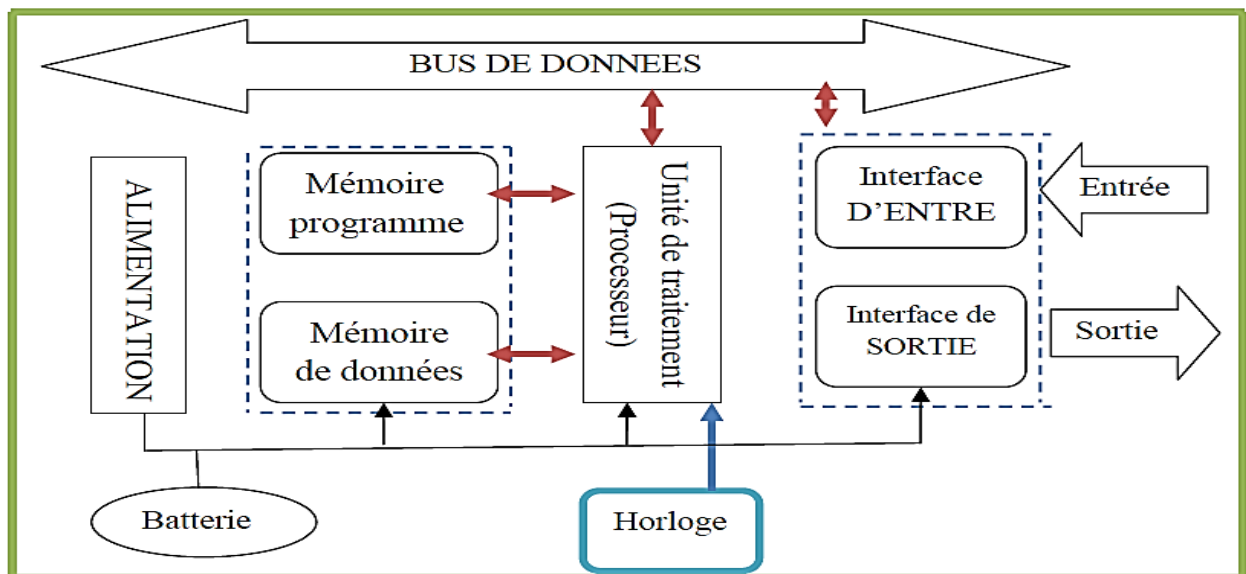 BUS DE DONNEES
ALIMENTATION
Mémoire
programme
Mémoire
de données
Unité de traitement
(Processeur)
Interface
D'ENTRE
Interface de
SORTIE
Entrée
Sortie
Batterie
Horloge